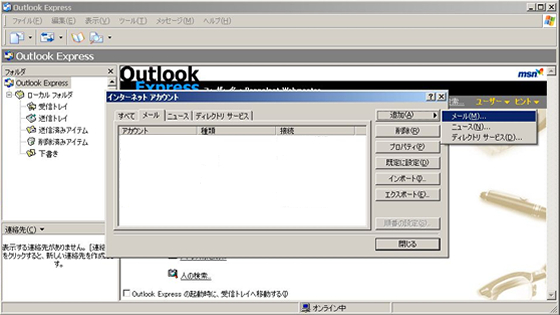 Outlook Express
ファイル(F) 編集(E) 表示(V) ツール(T) メッセージ(M) ヘルプ(H)
Outlook Express
フォルダ
Outlook Express
ローカル フォルダ
受信トレイ
送信トレイ
送信済みアイテム
削除済みアイテム
下書き
連絡先(C)
表示する連絡先がありません。[連絡
をクリックすると、新しい連絡先を作成
す。
Outlook
Express
msn
検索... ユーザー ヒント
インターネット アカウント
すべて メール ニュース ディレクトリ サービス
アカウント 種類 接続
追加(A)
削除(R)
プロパティ(P)
既定に設定(D)
インポート(I)...
エクスポート(E)...
順番の設定(S)...
閉じる
メール(M)...
ニュース(N)...
ディレクトリ サービス(D)...
人の検索...
Outlook Express の起動時に、受信トレイへ移動する(I)
オンライン中